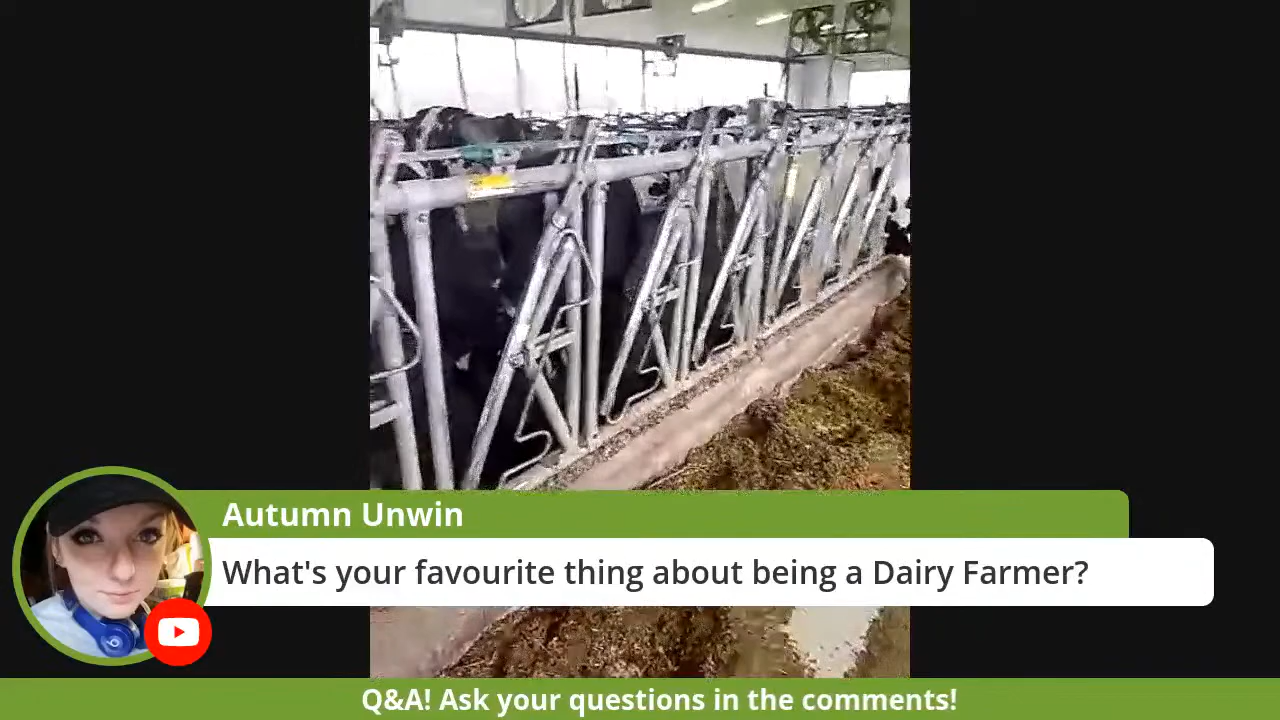 Autumn Unwin
What's your favourite thing about being a Dairy Farmer?
Q&A! Ask your questions in the comments!